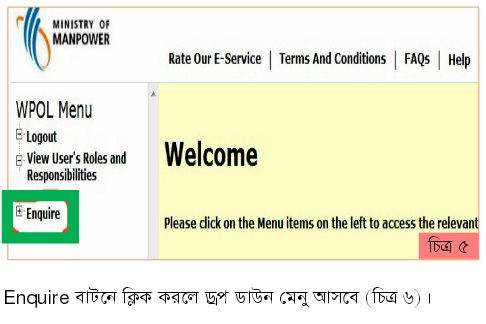 MINISTRY OF
MANPOWER
Rate Our E-Service | Terms And Conditions | FAQs | Help
WPOL Menu
Logout
View User's Roles and
Responsibilities
Enquire
Welcome
Please click on the Menu items on the left to access the relevant
চিত্র ৫
Enquire বাটনে ক্লিক করলে ড্রপ ডাউন মেনু আসবে (চিত্র ৬)।